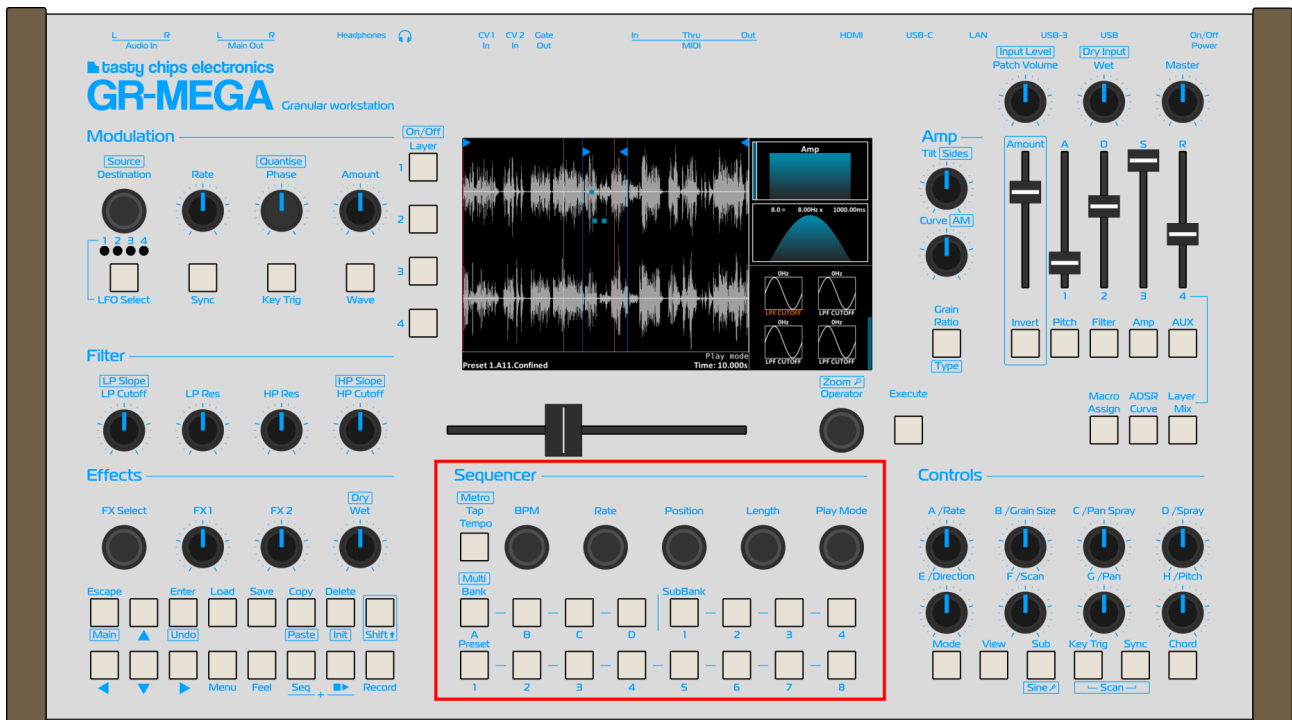 L R L R Headphones CV1 CV2 Gate In Thru Out HDMI USB-C LAN USB-3 USB On/Off
Audio In Main Out In In Out MIDI Power
Input Level Dry Input
Patch Volume Wet Master
tasty chips electronics
GR-MEGA Granular workstation
Modulation
On/Off
Layer
Source
Destination
Rate
Quantise
Phase
Amount
1
2
3
4
1 2 3 4
LFO Select
Sync
Key Trig
Wave
Amp
8.0 = 8.00Hz x 1000.00ms
0Hz 0Hz
LPF CUTOFF LPF CUTOFF
0Hz 0Hz
LPF CUTOFF LPF CUTOFF
Play mode
Preset 1.A11.Confined Time: 10.000s
Amp
Tilt Sides
Curve AM
Amount A D S R
1 2 3 4
Grain
Ratio
Type
Invert Pitch Filter Amp AUX
Macro
Assign
ADSR
Curve
Layer
Mix
Filter
LP Slope
LP Cutoff
LP Res
HP Res
HP Slope
HP Cutoff
Zoom
Operator
Execute
Effects
FX Select
FX1
FX2
Dry
Wet
Escape Enter Load Save Copy Delete
Main Undo Paste Init Shift
Menu Feel Seq + Record
Sequencer
Metro
Tap
Tempo
BPM Rate Position Length Play Mode
Multi
Bank SubBank
A B C D 1 2 3 4
Preset
1 2 3 4 5 6 7 8
Controls
A /Rate B /Grain Size C /Pan Spray D /Spray
E /Direction F /Scan G /Pan H /Pitch
Mode View Sub Key Trig Sync Chord
Sine Scan